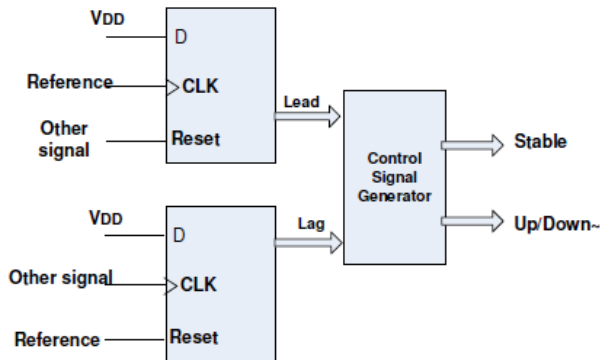 VDD
D
Reference
CLK
Other
signal
Reset
Lead
Control
Signal
Generator
Stable
Up/Down~
VDD
D
Lag
Other signal
CLK
Reference
Reset